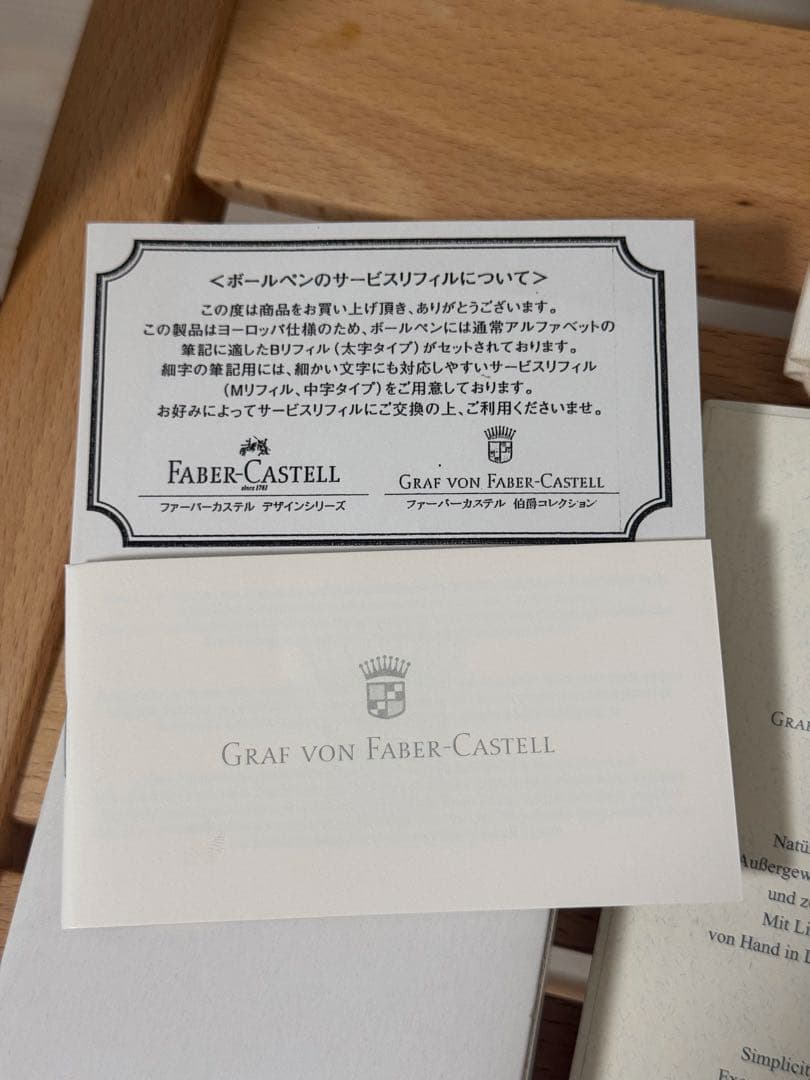 ＜ボールペンのサービスリフィルについて＞
この度は商品をお買い上げ頂き、ありがとうございます。
この製品はヨーロッパ仕様のため、ボールペンには通常アルファベットの
筆記に適したBリフィル（太字タイプ）がセットされております。
細字の筆記用には、細かい文字にも対応しやすいサービスリフィル
（Mリフィル、中字タイプ）をご用意しております。
お好みによってサービスリフィルにご交換の上、ご利用くださいませ。
FABER-CASTELL
since 1761
ファーバーカステル デザインシリーズ
GRAF VON FABER-CASTELL
ファーバーカステル 伯爵コレクション
GRAF VON FABER-CASTELL
und
Mit
von Hand in